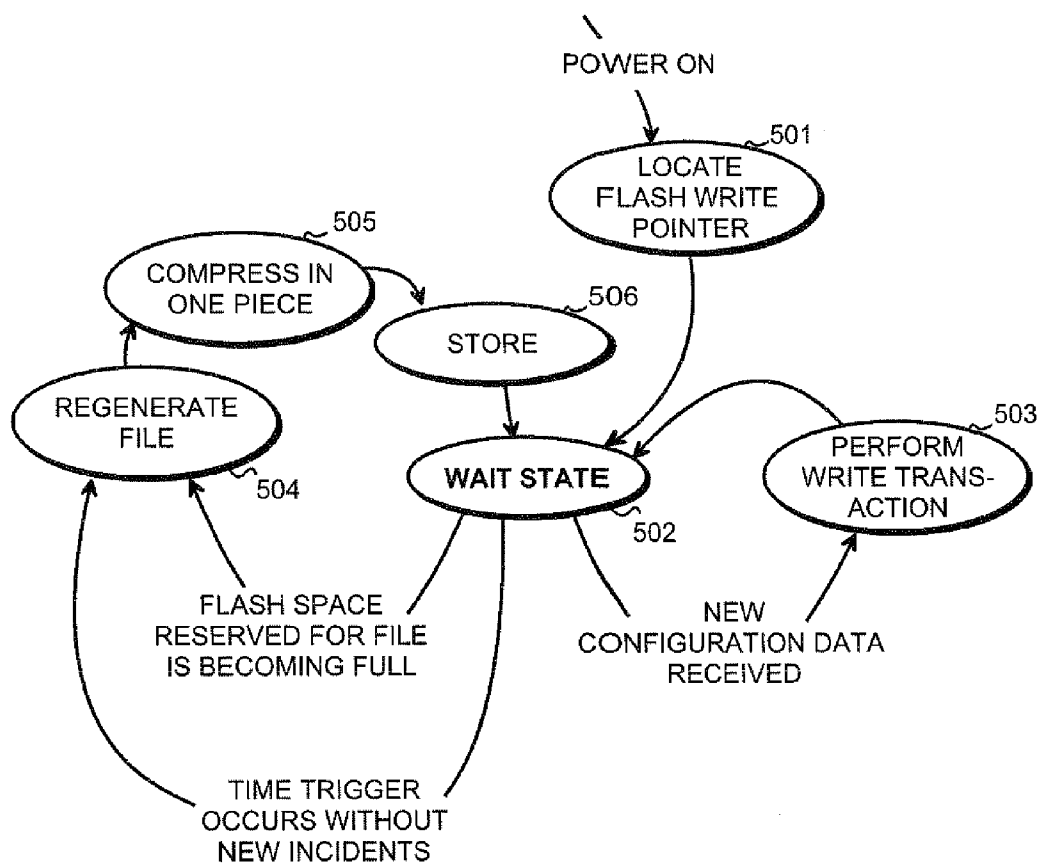 POWER ON
501
LOCATE
FLASH WRITE
POINTER
505
COMPRESS IN
ONE PIECE
506
STORE
REGENERATE
FILE
504
WAIT STATE
502
503
PERFORM
WRITE TRANS-
ACTION
FLASH SPACE
RESERVED FOR FILE
IS BECOMING FULL
NEW
CONFIGURATION DATA
RECEIVED
TIME TRIGGER
OCCURS WITHOUT
NEW INCIDENTS